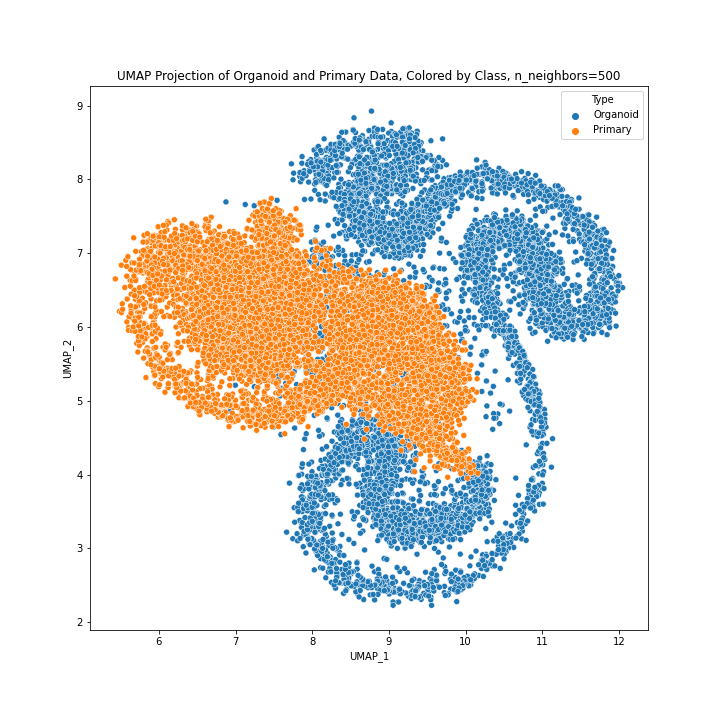 UMAP Projection of Organoid and Primary Data, Colored by Class, n_neighbors=500
Type
Organoid
Primary
9
8
7
6
5
4
3
2
UMAP_2
6 7 8 9 10 11 12
UMAP_1